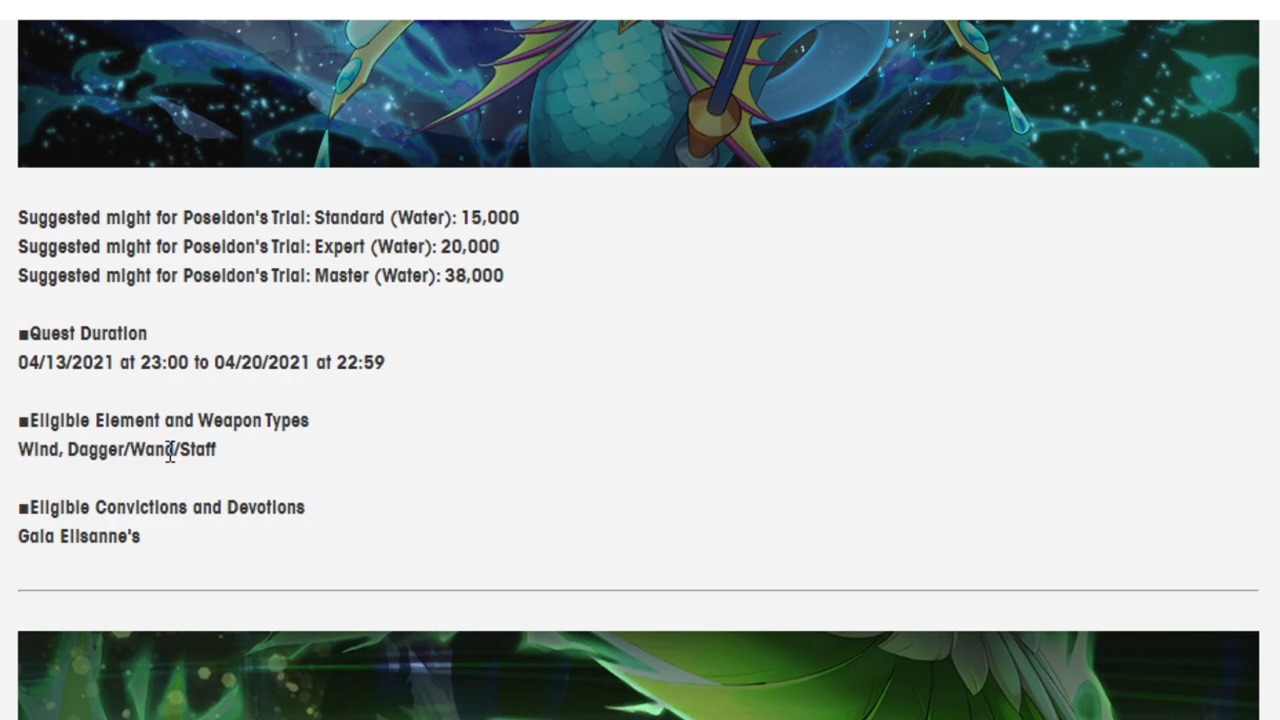 Suggested might for Poseidon's Trial: Standard (Water): 15,000
Suggested might for Poseidon's Trial: Expert (Water): 20,000
Suggested might for Poseidon's Trial: Master (Water): 38,000
■Quest Duration
04/13/2021 at 23:00 to 04/20/2021 at 22:59
■Eligible Element and Weapon Types
Wind, Dagger/Wand/Staff
■Eligible Convictions and Devotions
Gala Elisanne's